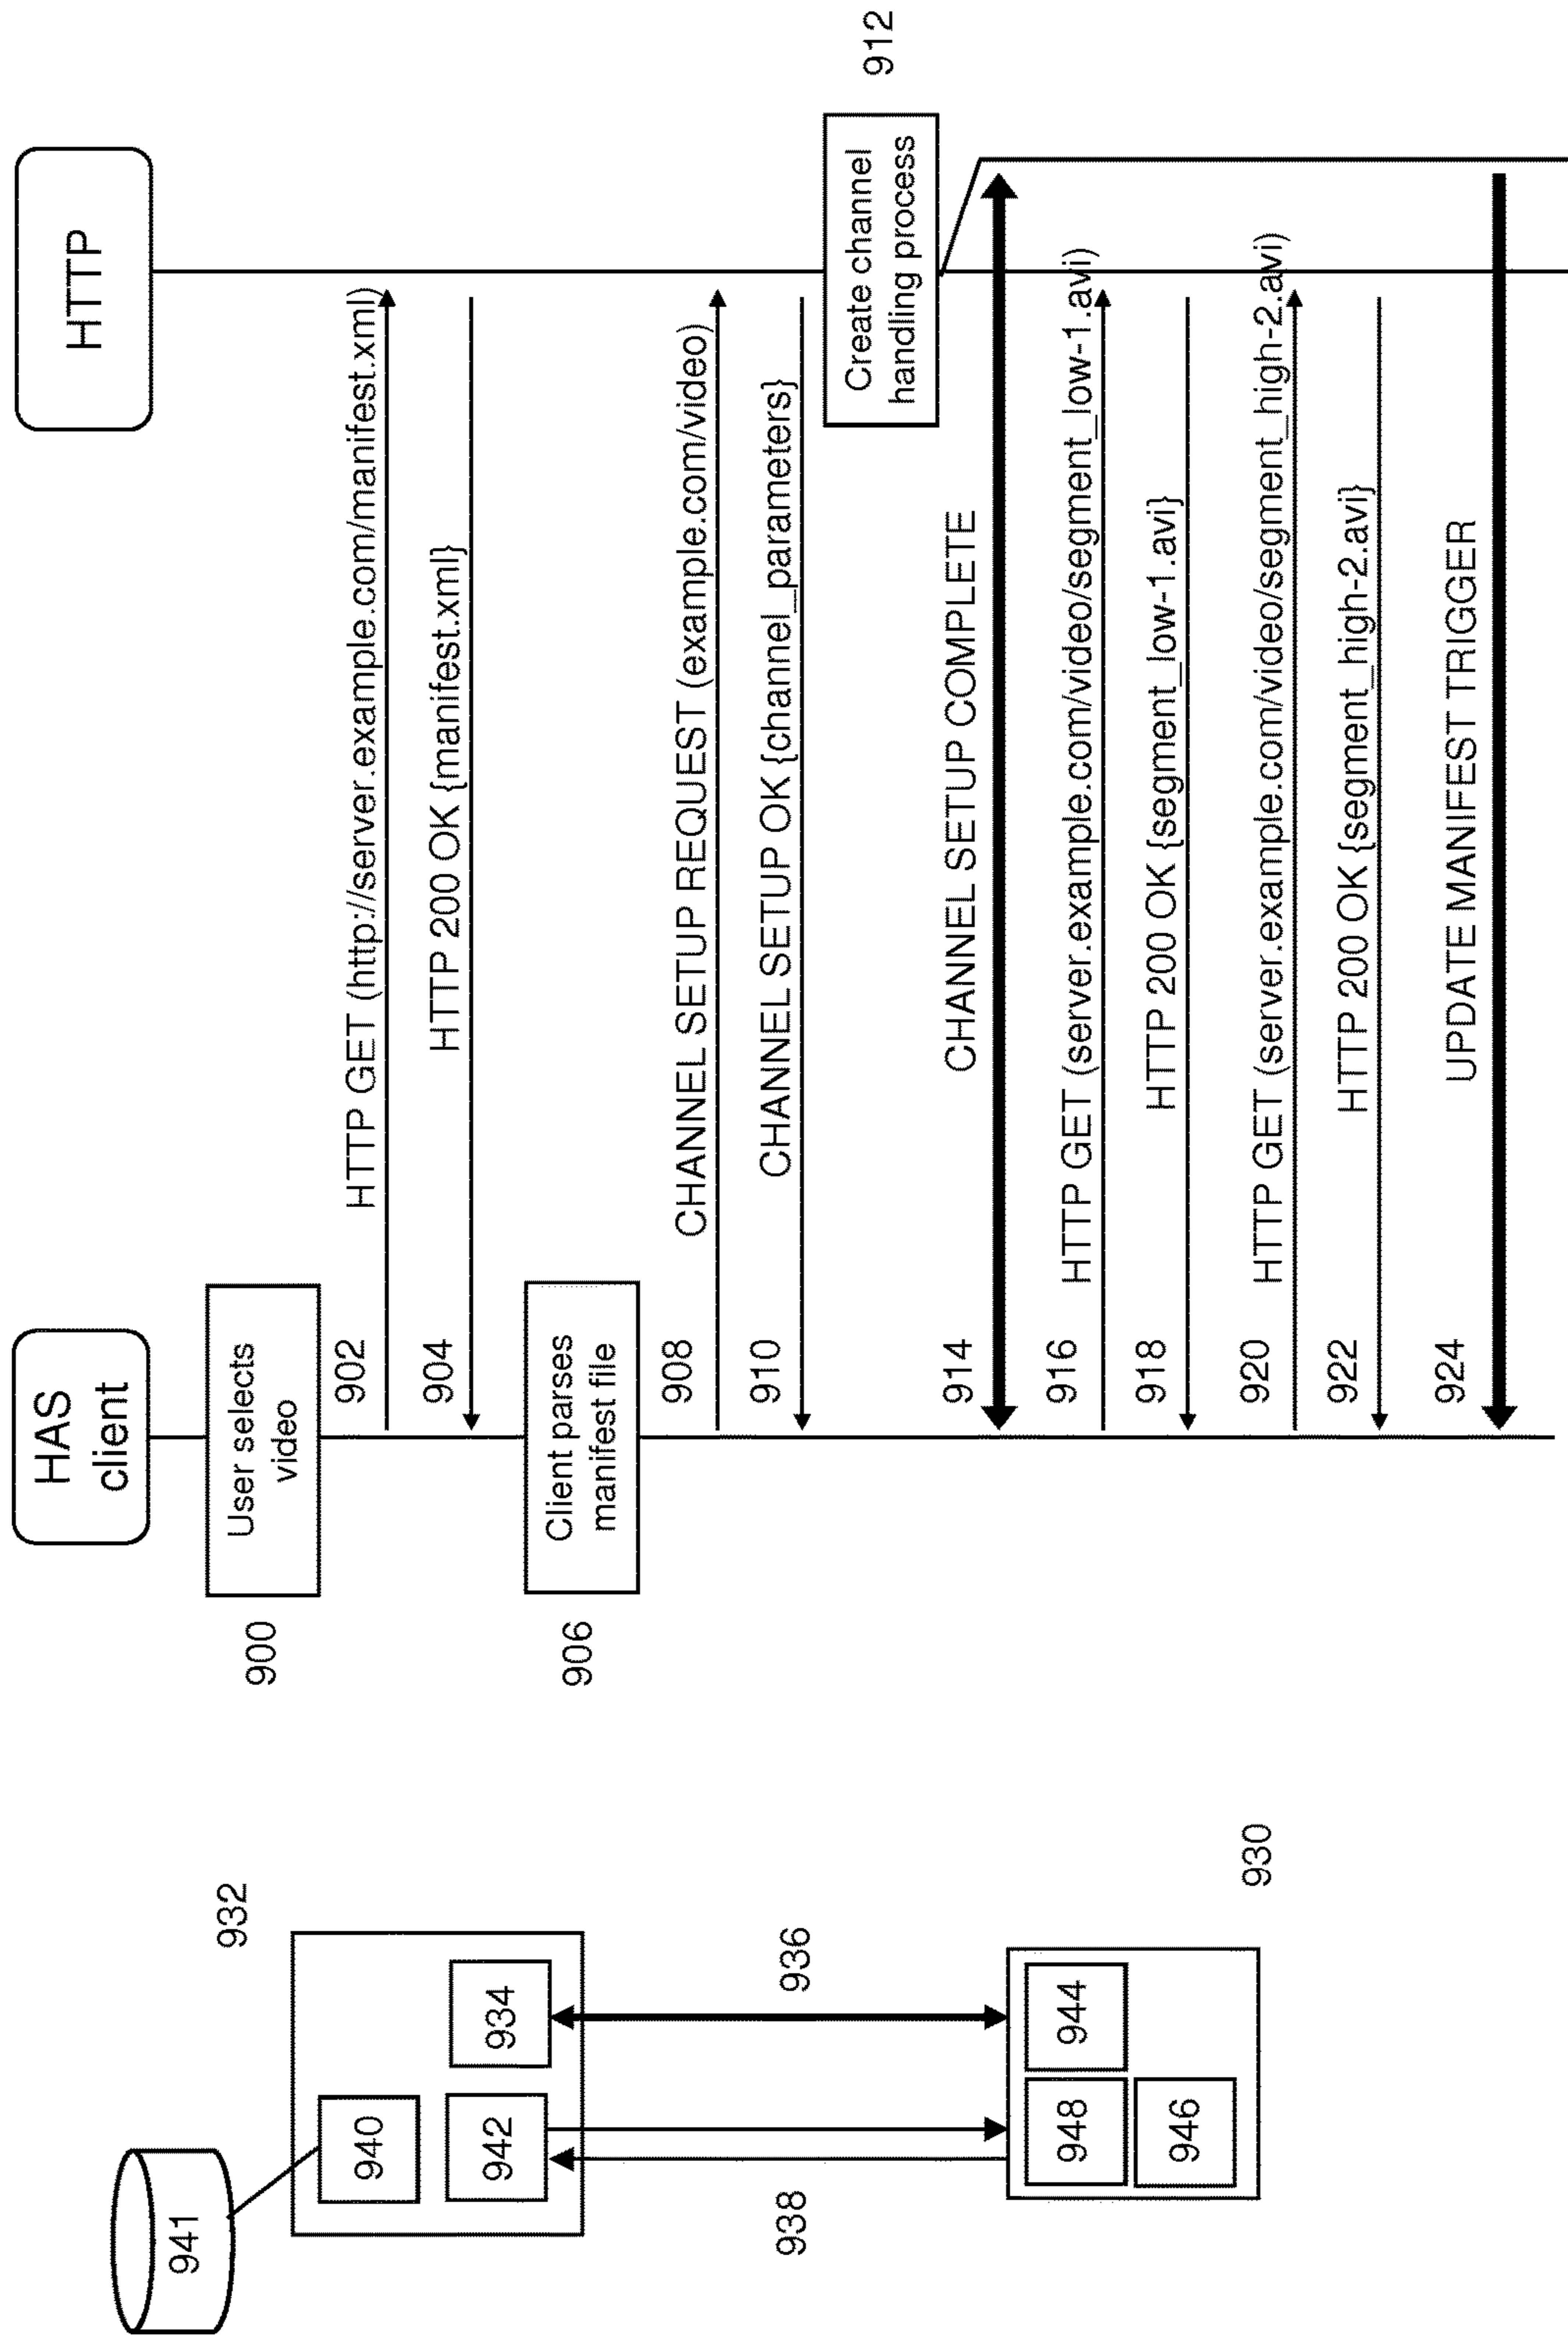 941
940
942
934
932
938
936
948
944
946
930
HAS
client
HTTP
900
User selects
video
902
HTTP GET (http://server.example.com/manifest.xml)
904
HTTP 200 OK {manifest.xml}
906
Client parses
manifest file
908
CHANNEL SETUP REQUEST (example.com/video)
910
CHANNEL SETUP OK {channel_parameters}
Create channel
handling process
912
914
CHANNEL SETUP COMPLETE
916
HTTP GET (server.example.com/video/segment_low-1.avi)
918
HTTP 200 OK {segment_low-1.avi}
920
HTTP GET (server.example.com/video/segment_high-2.avi)
922
HTTP 200 OK {segment_high-2.avi}
924
UPDATE MANIFEST TRIGGER